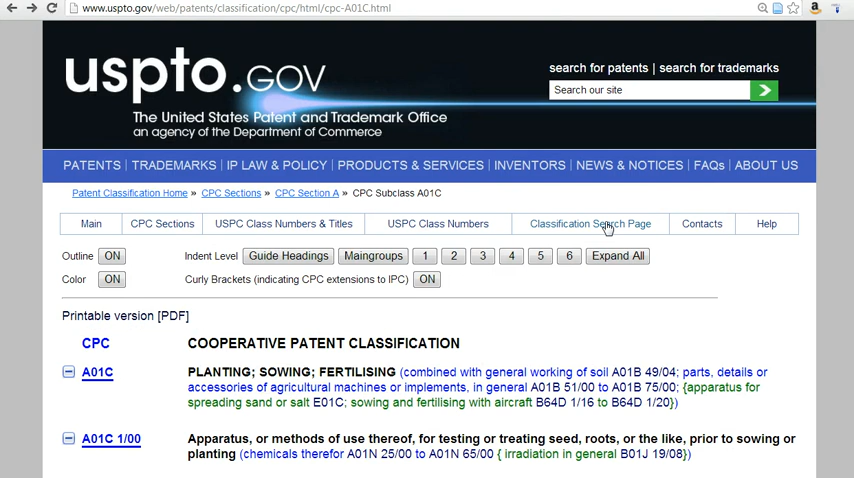 www.uspto.gov/web/patents/classification/cpc/html/cpc-A01C.html
uspto.GOV
search for patents | search for trademarks
Search our site
The United States Patent and Trademark Office
an agency of the Department of Commerce
PATENTS | TRADEMARKS | IP LAW & POLICY | PRODUCTS & SERVICES | INVENTORS | NEWS & NOTICES | FAQs | ABOUT US
Patent Classification Home » CPC Sections » CPC Section A » CPC Subclass A01C
Main CPC Sections USPC Class Numbers & Titles USPC Class Numbers Classification Search Page Contacts Help
Outline ON Indent Level Guide Headings Maingroups 1 2 3 4 5 6 Expand All
Color ON Curly Brackets (indicating CPC extensions to IPC) ON
Printable version [PDF]
CPC COOPERATIVE PATENT CLASSIFICATION
A01C PLANTING; SOWING; FERTILISING (combined with general working of soil A01B 49/04; parts, details or
accessories of agricultural machines or implements, in general A01B 51/00 to A01B 75/00; {apparatus for
spreading sand or salt E01C; sowing and fertilising with aircraft B64D 1/16 to B64D 1/20})
A01C 1/00 Apparatus, or methods of use thereof, for testing or treating seed, roots, or the like, prior to sowing or
planting (chemicals therefor A01N 25/00 to A01N 65/00 { irradiation in general B01J 19/08})